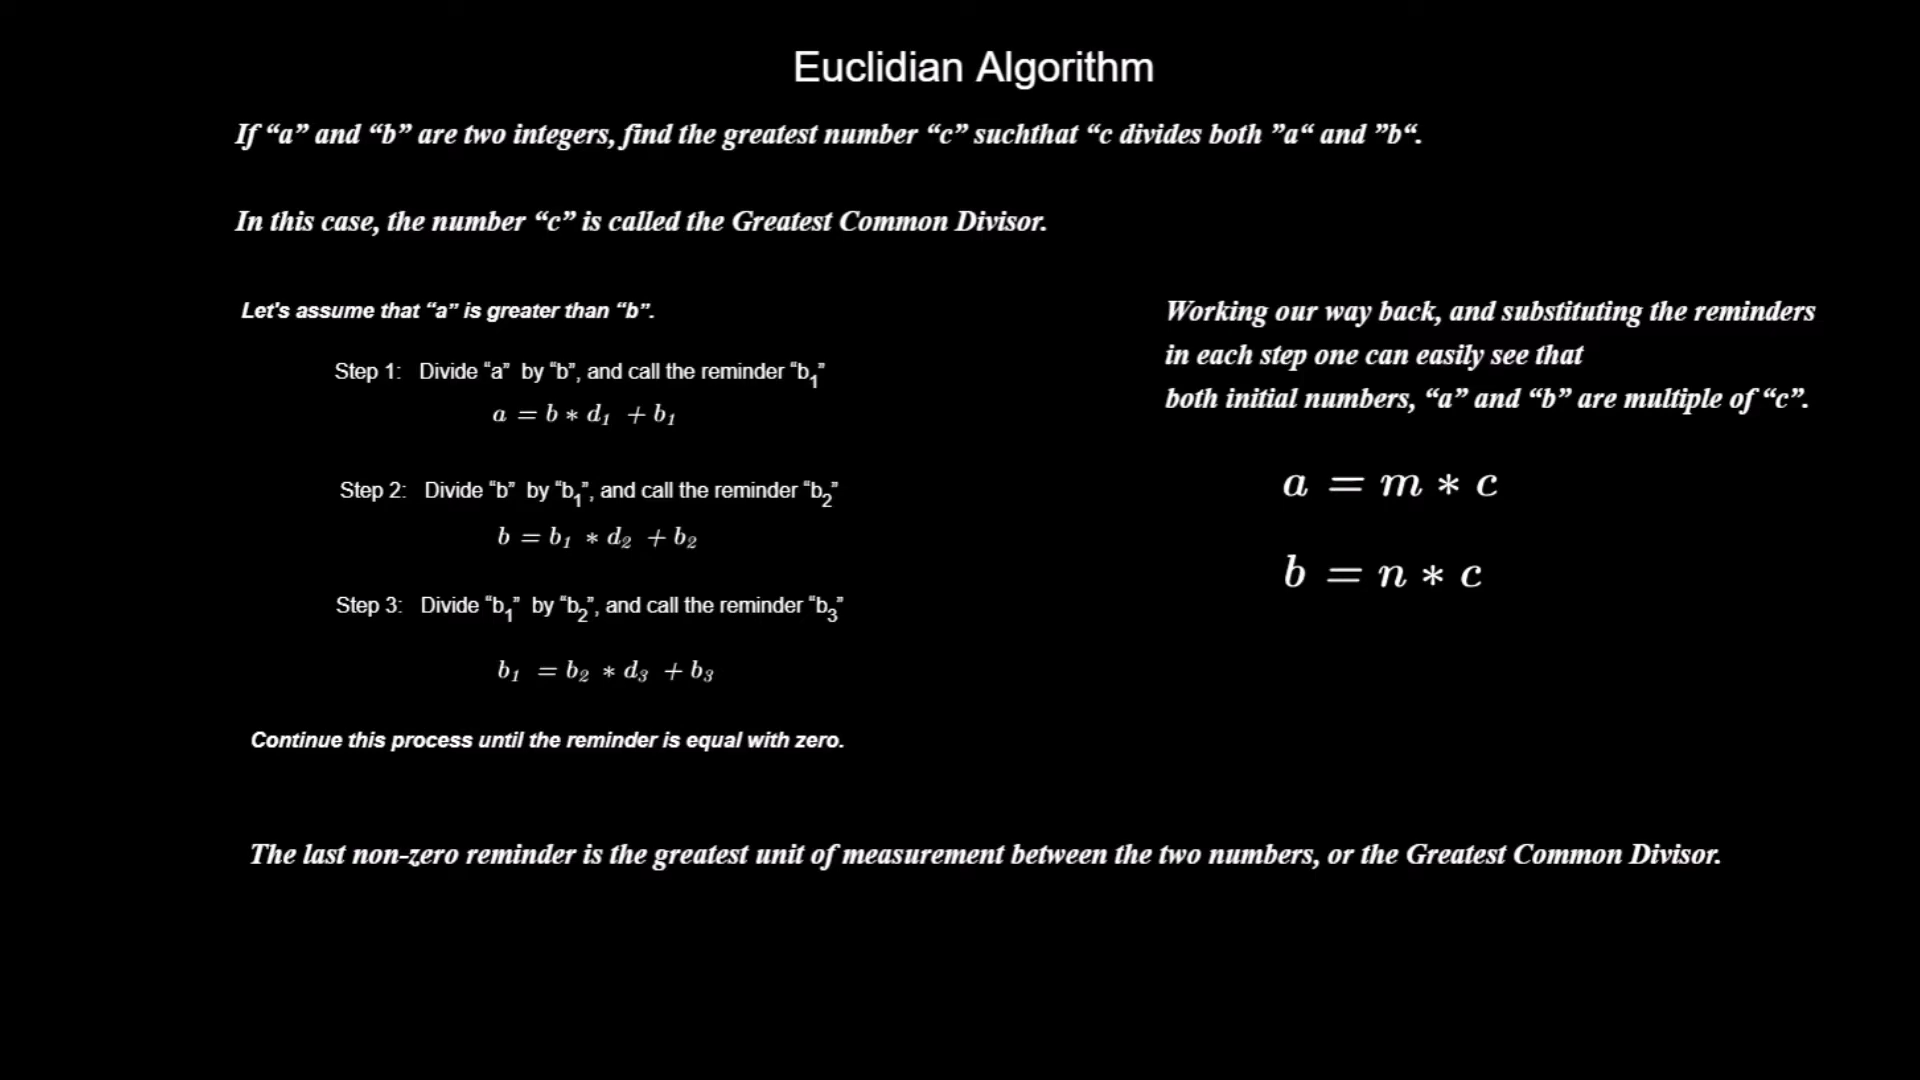 Euclidian Algorithm
If “a” and “b” are two integers, find the greatest number “c” suchthat “c divides both ”a“ and ”b“.
In this case, the number “c” is called the Greatest Common Divisor.
Let's assume that “a” is greater than “b”.
Step 1: Divide “a” by “b”, and call the reminder “b₁”
a = b * d₁ + b₁
Step 2: Divide “b” by “b₁”, and call the reminder “b₂”
b = b₁ * d₂ + b₂
Step 3: Divide “b₁” by “b₂”, and call the reminder “b₃”
b₁ = b₂ * d₃ + b₃
Continue this process until the reminder is equal with zero.
Working our way back, and substituting the reminders
in each step one can easily see that
both initial numbers, “a” and “b” are multiple of “c”.
a = m * c
b = n * c
The last non-zero reminder is the greatest unit of measurement between the two numbers, or the Greatest Common Divisor.